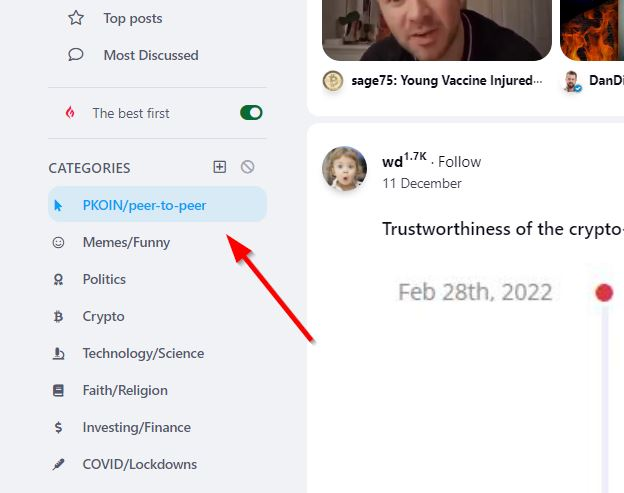 Top posts
Most Discussed
The best first
CATEGORIES
PKOIN/peer-to-peer
Memes/Funny
Politics
Crypto
Technology/Science
Faith/Religion
Investing/Finance
COVID/Lockdowns
sage75: Young Vaccine Injured...
DanDi
wd1.7K · Follow
11 December
Trustworthiness of the crypto-
Feb 28th, 2022